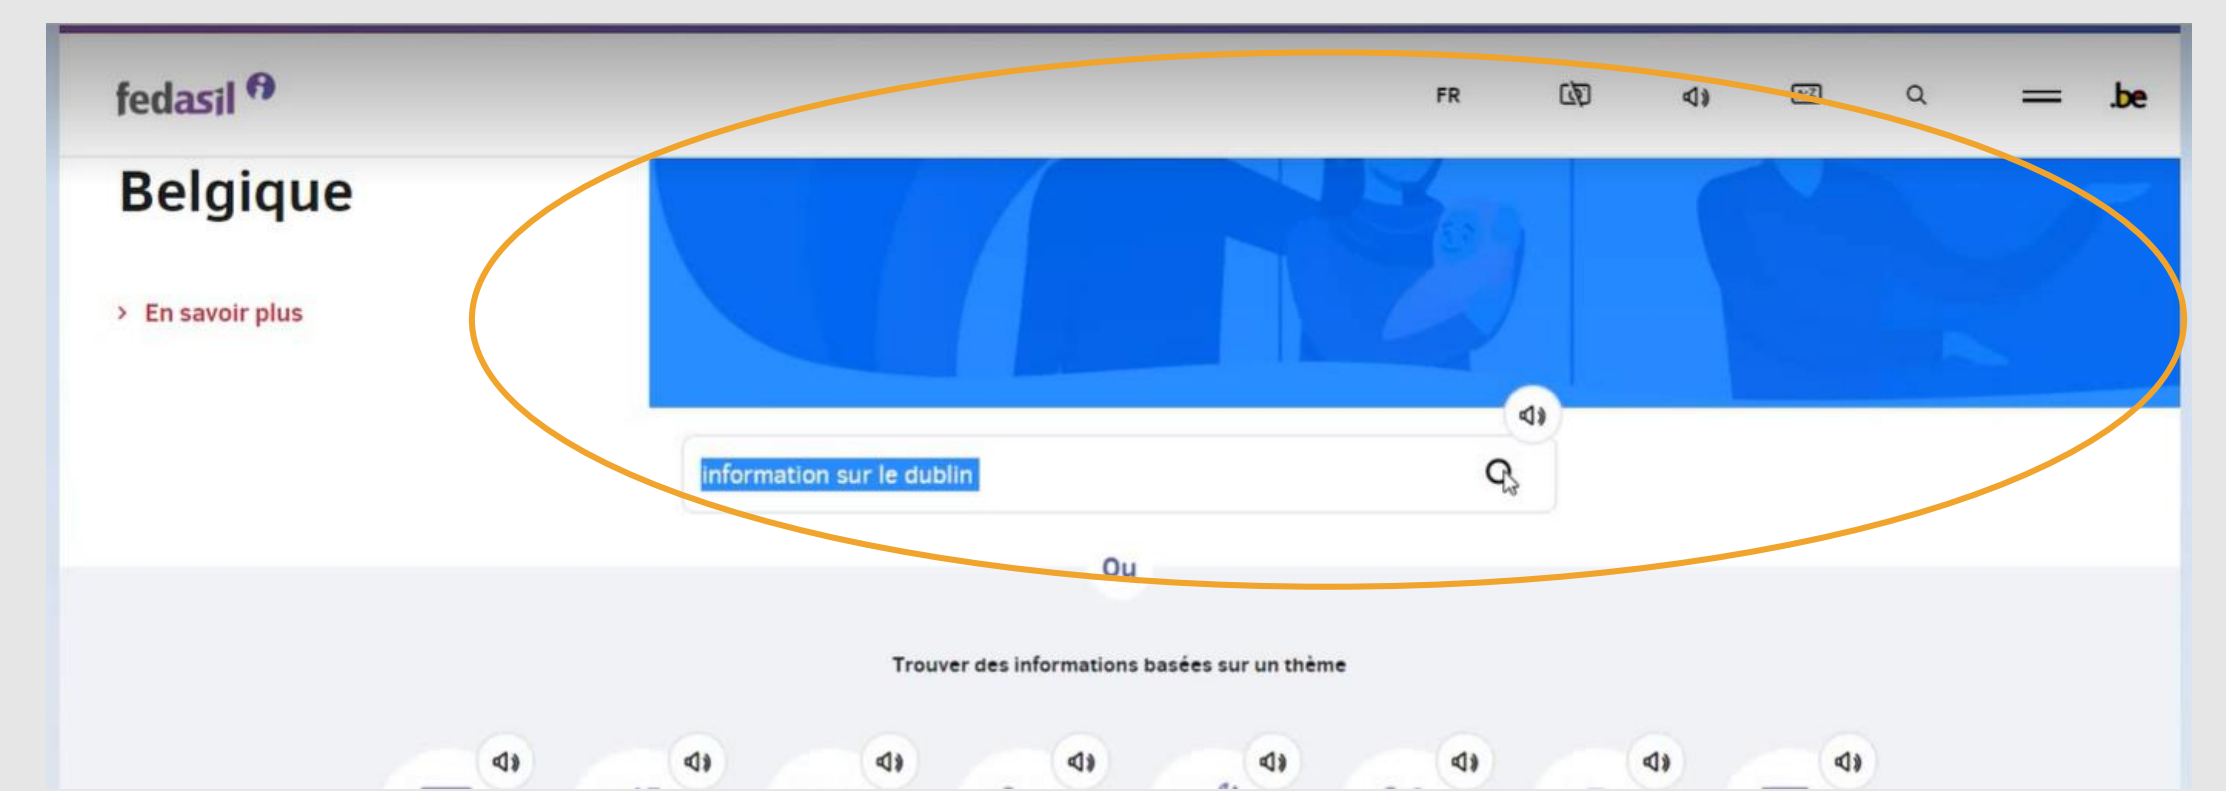 fedasil
FR
.be
Belgique
> En savoir plus
information sur le dublin
Ou
Trouver des informations basées sur un thème